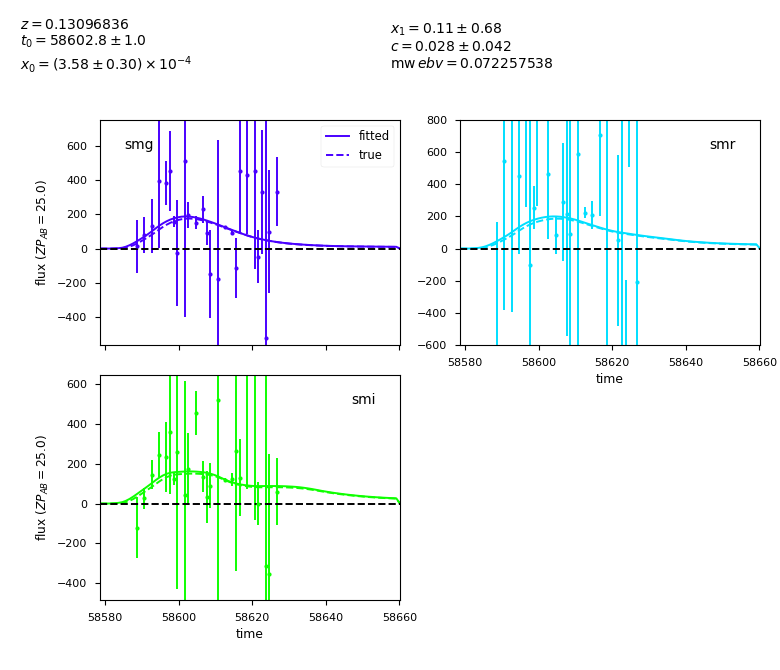 z = 0.13096836
t₀ = 58602.8 ± 1.0
x₀ = (3.58 ± 0.30) × 10⁻⁴
x₁ = 0.11 ± 0.68
c = 0.028 ± 0.042
mw ebv = 0.072257538
smg
fitted
true
flux (ZP_AB = 25.0)
600
400
200
0
−200
−400
smr
800
600
400
200
0
−200
−400
−600
58580 58600 58620 58640 58660
time
smi
flux (ZP_AB = 25.0)
600
400
200
0
−200
−400
58580 58600 58620 58640 58660
time